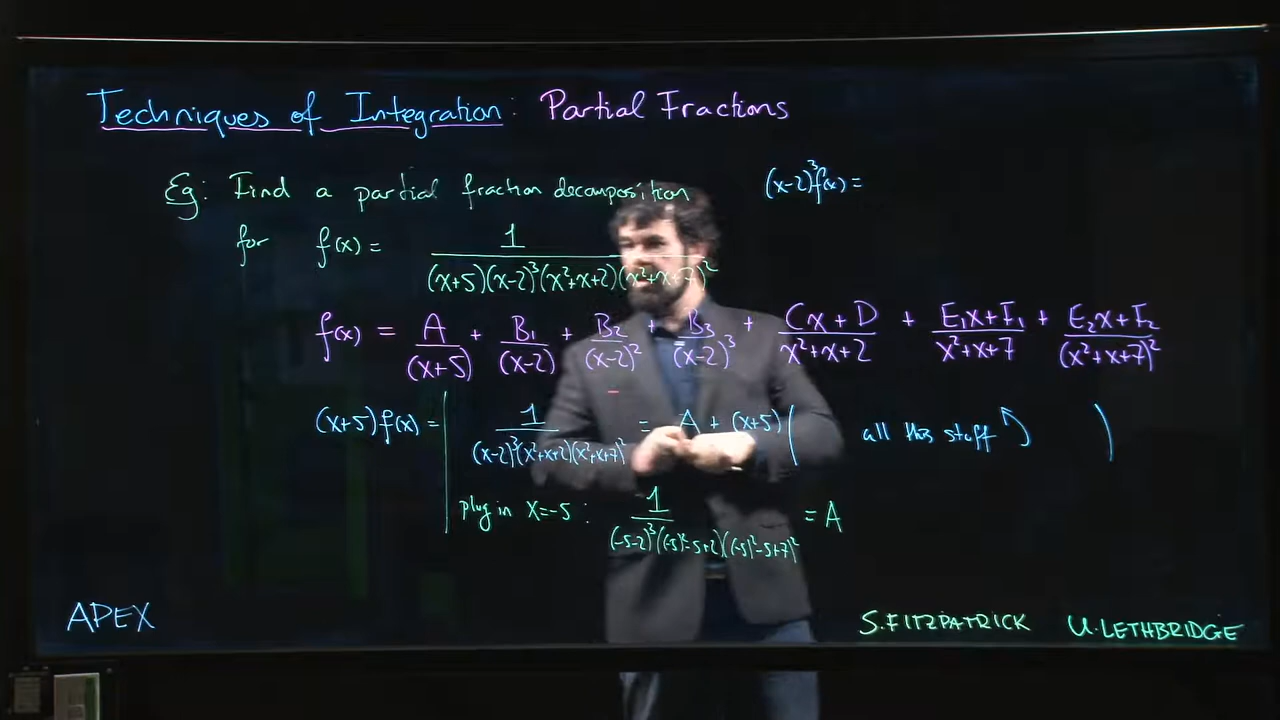 Techniques of Integration: Partial Fractions
Eg: Find a partial fraction decomposition
for f(x) = 1/((x+5)(x-2)³(x²+x+2)(x²+x+7)²)
f(x) = A/(x+5) + B₁/(x-2) + B₂/(x-2)² + B₃/(x-2)³ + (Cx+D)/(x²+x+2) + (E₁x+F₁)/(x²+x+7) + (E₂x+F₂)/(x²+x+7)²
(x+5)f(x) = 1/((x-2)³(x²+x+2)(x²+x+7)²) = A + (x+5)( all this stuff )
plug in x=-5: 1/((-5-2)³((-5)²-5+2)((-5)²-5+7)²) = A
(x-2)³f(x) =
APEX
S.FITZPATRICK U.LETHBRIDGE